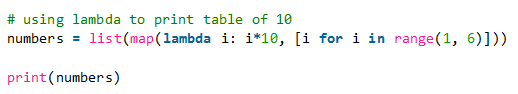 # using lambda to print table of 10
numbers = list(map(lambda i: i*10, [i for i in range(1, 6)]))
print(numbers)